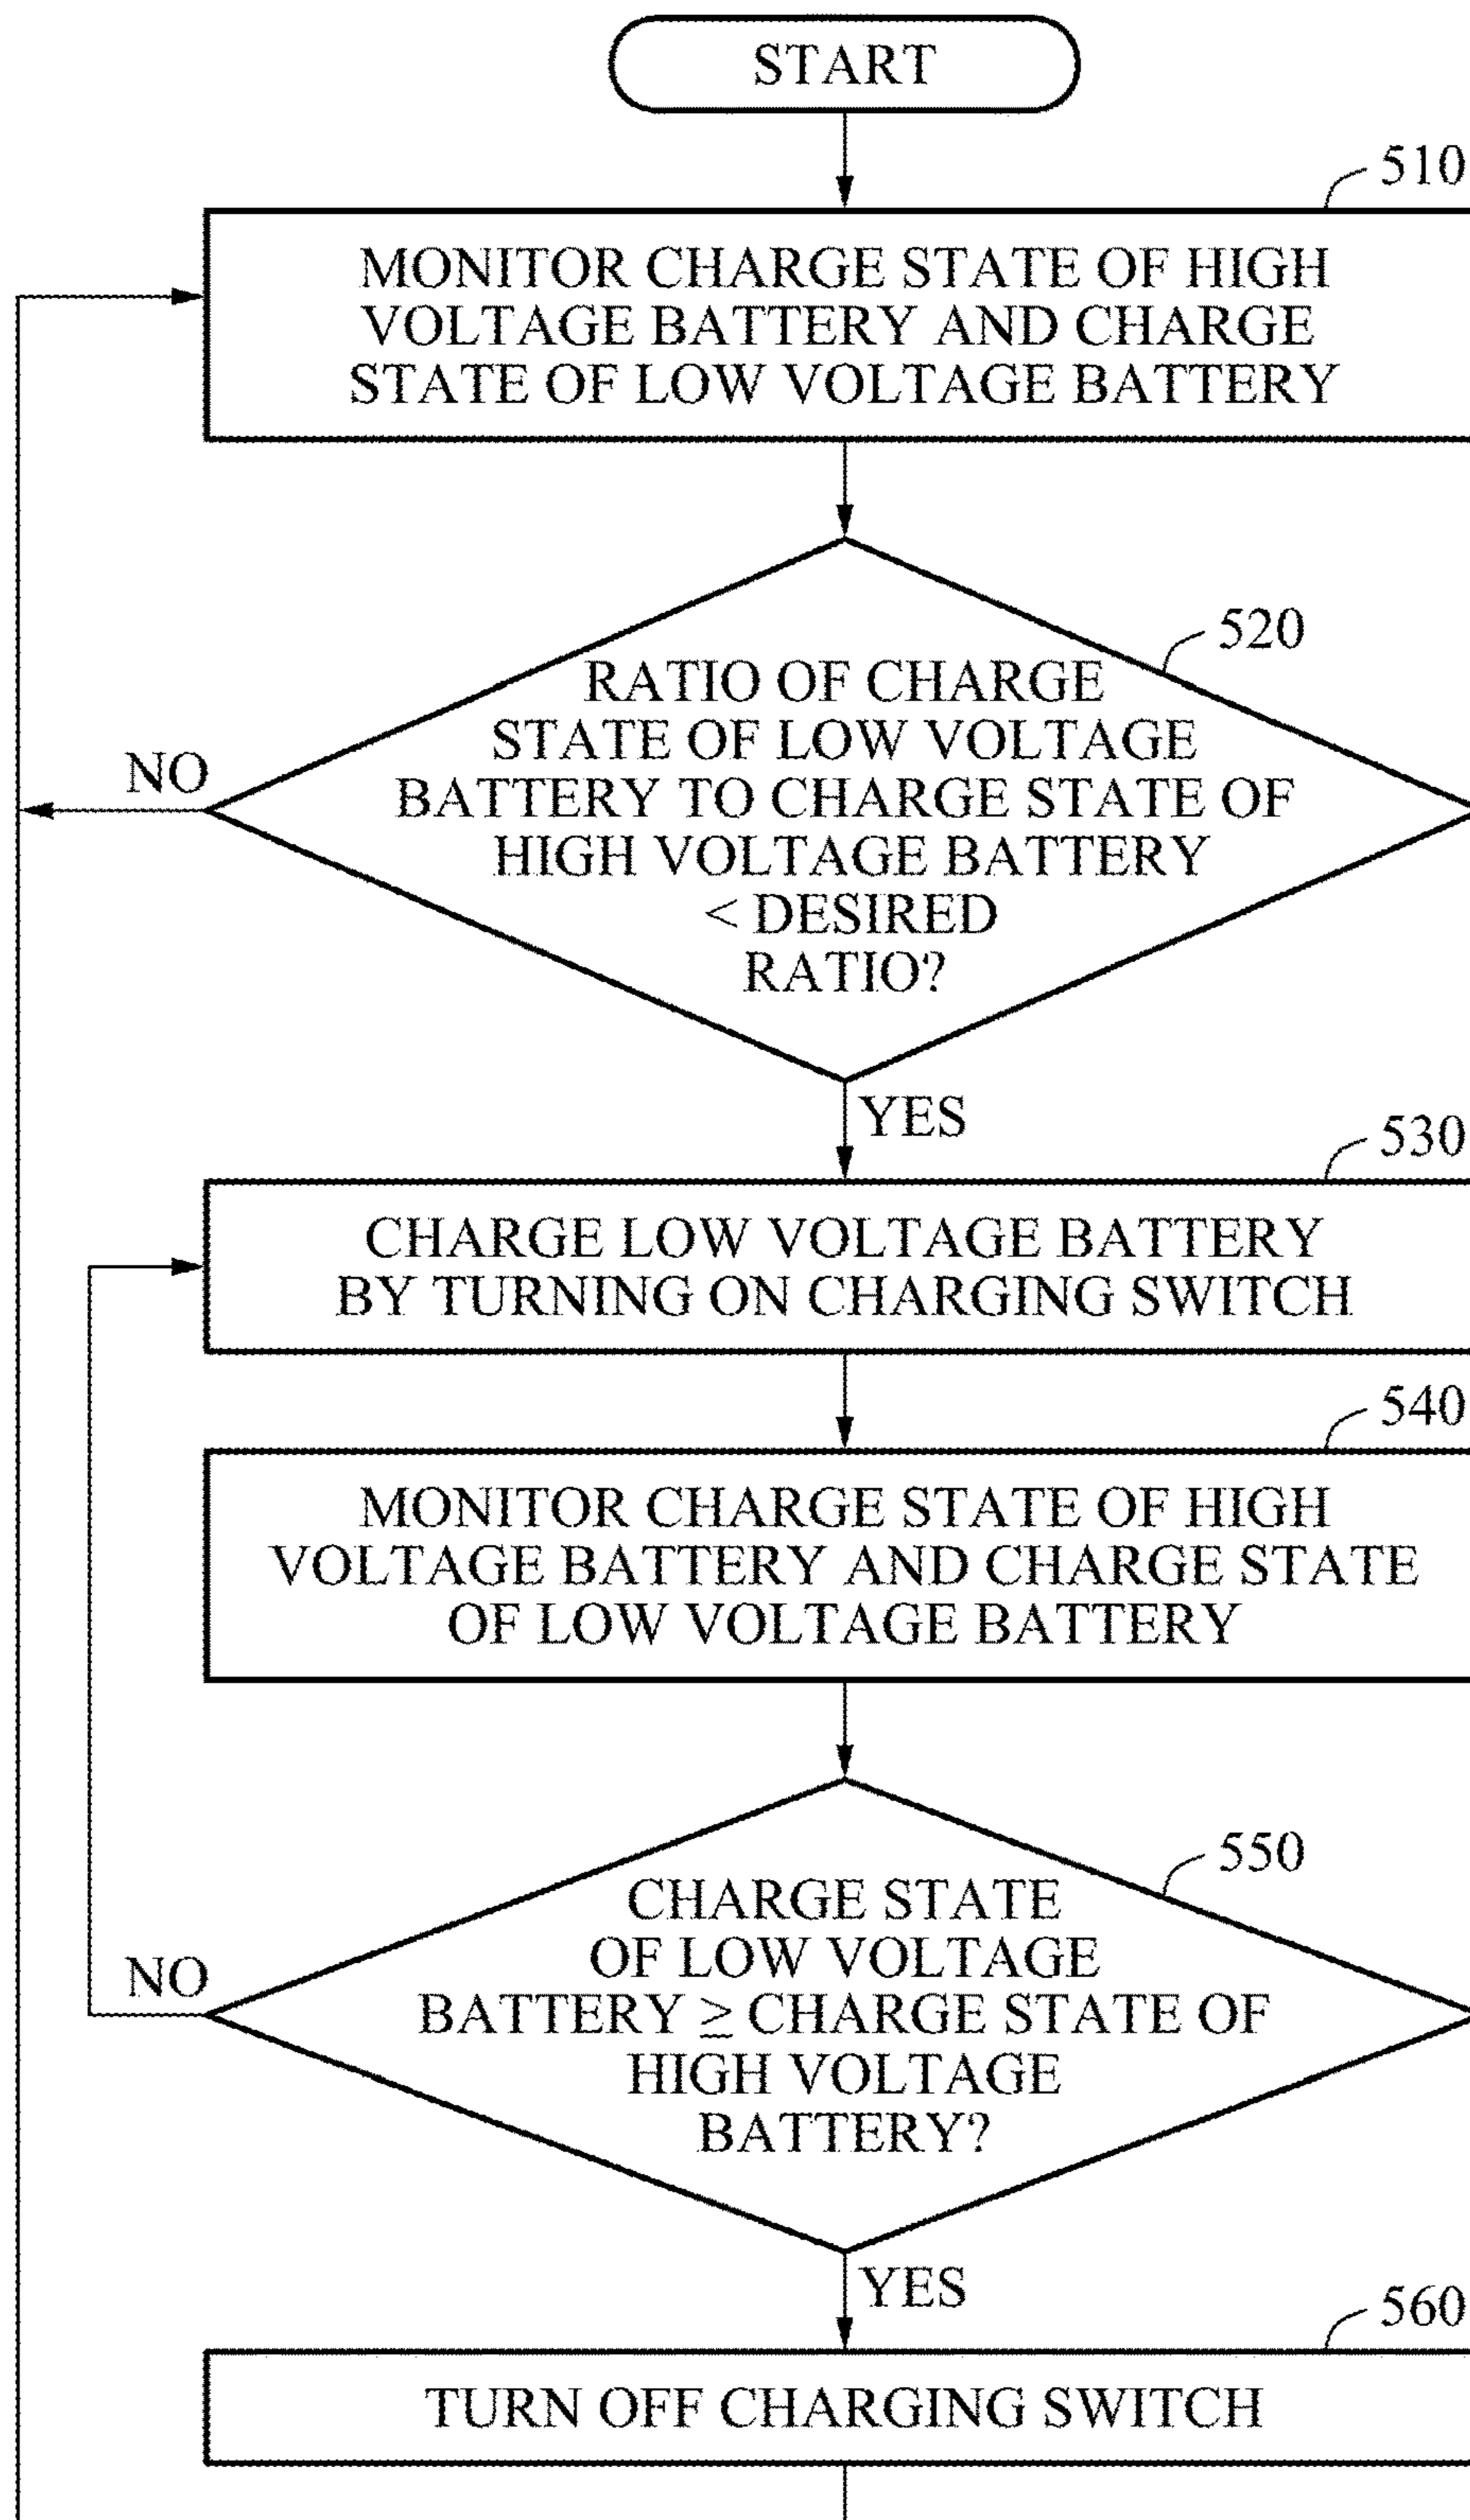 START
510
MONITOR CHARGE STATE OF HIGH
VOLTAGE BATTERY AND CHARGE
STATE OF LOW VOLTAGE BATTERY
520
RATIO OF CHARGE
STATE OF LOW VOLTAGE
BATTERY TO CHARGE STATE OF
HIGH VOLTAGE BATTERY
< DESIRED
RATIO?
NO
YES
530
CHARGE LOW VOLTAGE BATTERY
BY TURNING ON CHARGING SWITCH
540
MONITOR CHARGE STATE OF HIGH
VOLTAGE BATTERY AND CHARGE STATE
OF LOW VOLTAGE BATTERY
550
CHARGE STATE
OF LOW VOLTAGE
BATTERY ≥ CHARGE STATE OF
HIGH VOLTAGE
BATTERY?
NO
YES
560
TURN OFF CHARGING SWITCH